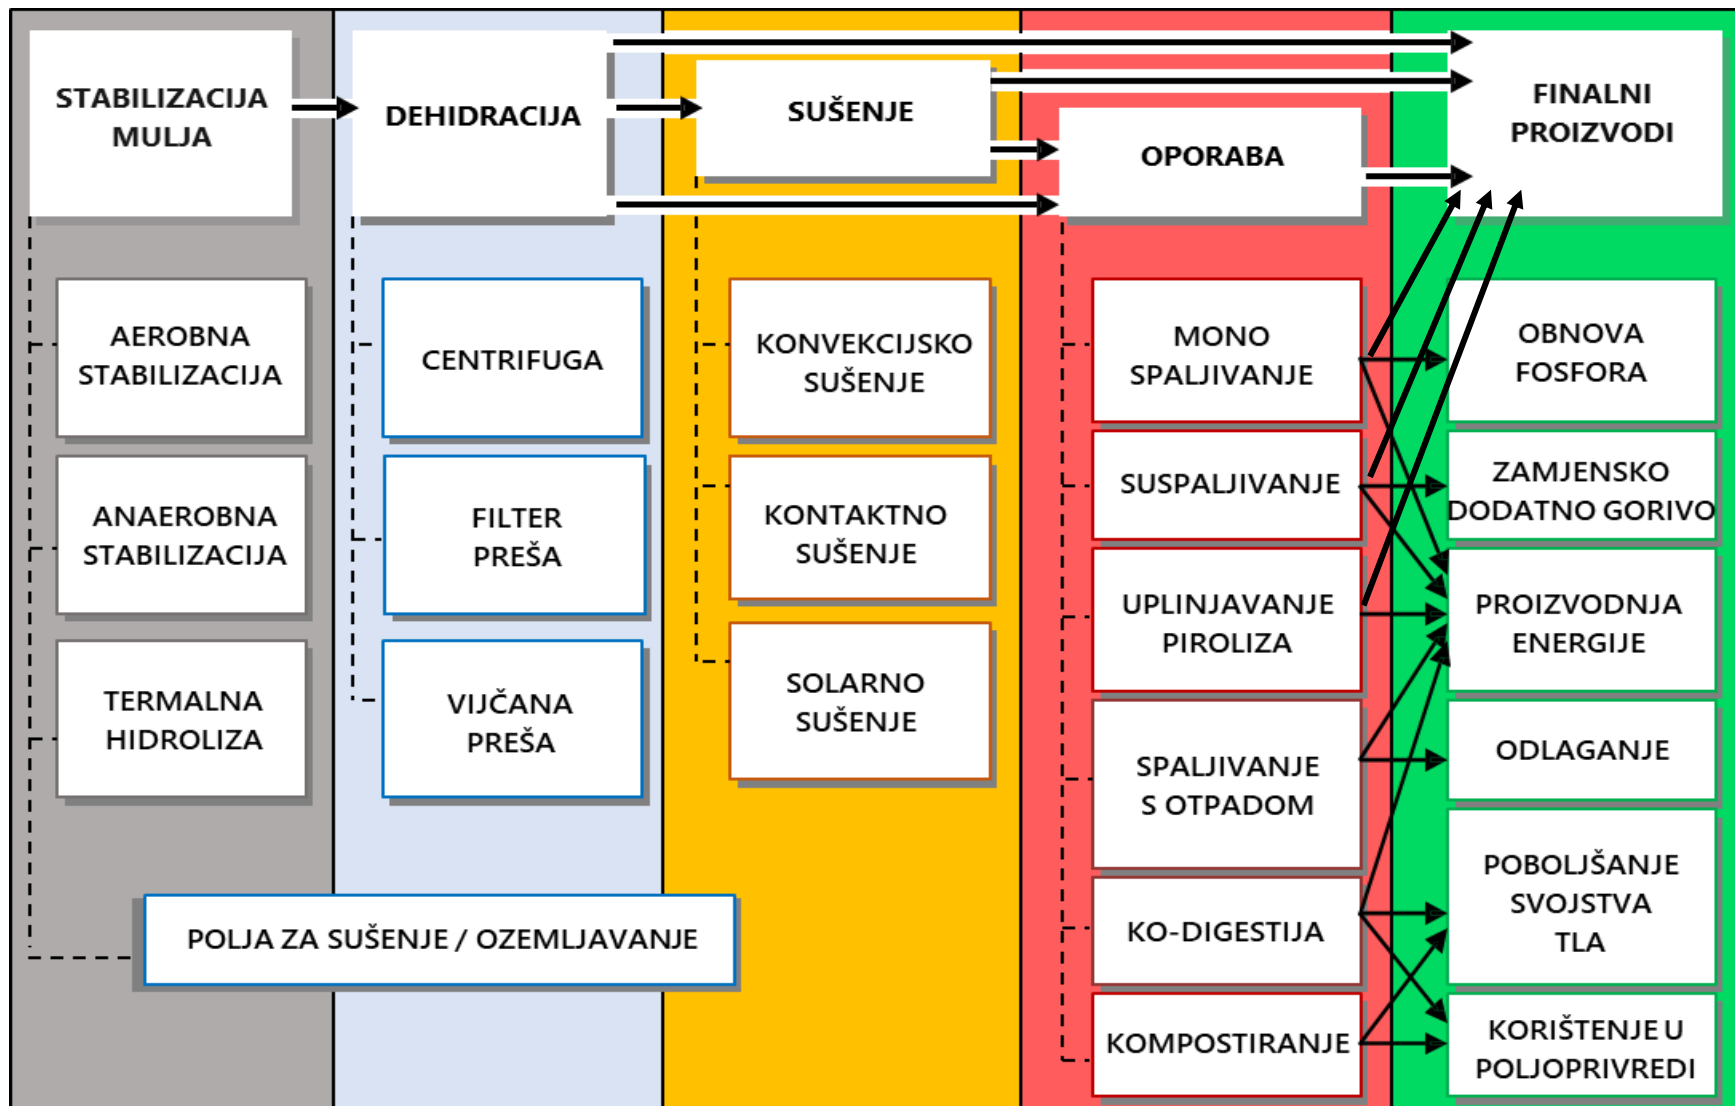 STABILIZACIJA
MULJA
DEHIDRACIJA
SUŠENJE
OPORABA
FINALNI
PROIZVODI
AEROBNA
STABILIZACIJA
ANAEROBNA
STABILIZACIJA
TERMALNA
HIDROLIZA
CENTRIFUGA
FILTER
PREŠA
VIJČANA
PREŠA
POLJA ZA SUŠENJE / OZEMLJAVANJE
KONVEKCIJSKO
SUŠENJE
KONTAKTNO
SUŠENJE
SOLARNO
SUŠENJE
MONO
SPALJIVANJE
SUSPALJIVANJE
UPLINJAVANJE
PIROLIZA
SPALJIVANJE
S OTPADOM
KO-DIGESTIJA
KOMPOSTIRANJE
OBNOVA
FOSFORA
ZAMJENSKO
DODATNO GORIVO
PROIZVODNJA
ENERGIJE
ODLAGANJE
POBOLJŠANJE
SVOJSTVA
TLA
KORIŠTENJE U
POLJOPRIVREDI